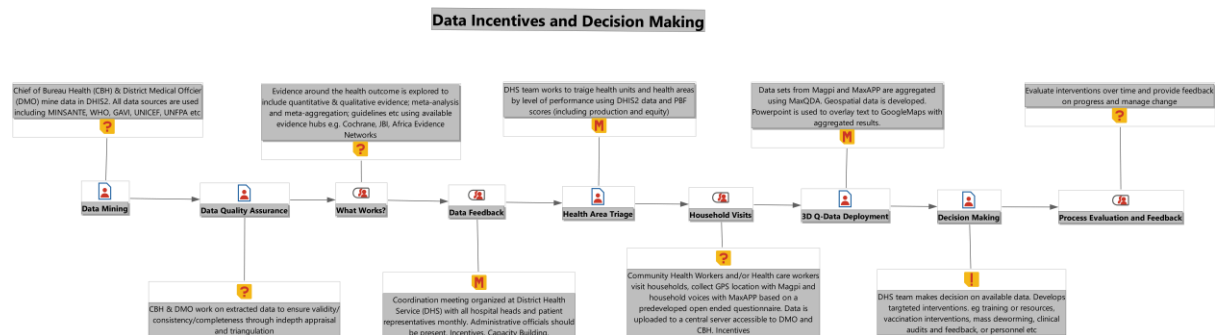 Data Incentives and Decision Making
Chief of Bureau Health (CBH) & District Medical Offcier
(DMO) mine data in DHIS2. All data sources are used
including MINSANTE, WHO, GAVI, UNICEF, UNFPA etc
?
Evidence around the health outcome is explored to
include quantitative & qualitative evidence; meta-analysis
and meta-aggregation; guidelines etc using available
evidence hubs e.g. Cochrane, JBI, Africa Evidence
Networks
?
DHS team works to traige health units and health areas
by level of performance using DHIS2 data and PBF
scores (including production and equity)
M
Data sets from Magpi and MaxAPP are aggregated
using MaxQDA. Geospatial data is developed.
Powerpoint is used to overlay text to GoogleMaps with
aggregated results.
M
Evaluate interventions over time and provide feedback
on progress and manage change
?
Data Mining
Data Quality Assurance
What Works?
Data Feedback
Health Area Triage
Household Visits
3D Q-Data Deployment
Decision Making
Process Evaluation and Feedback
?
CBH & DMO work on extracted data to ensure validity/
consistency/completeness through indepth appraisal
and triangulation
M
Coordination meeting organized at District Health
Service (DHS) with all hospital heads and patient
representatives monthly. Administrative officials should
be present. Incentives, Capacity Building,
?
Community Health Workers and/or Health care workers
visit households, collect GPS location with Magpi and
household voices with MaxAPP based on a
predeveloped open ended questionnaire. Data is
uploaded to a central server accessible to DMO and
CBH. Incentives
!
DHS team makes decision on available data. Develops
taregteted interventions. eg training or resources,
vaccination interventions, mass deworming, clinical
audits and feedback, or personnel etc